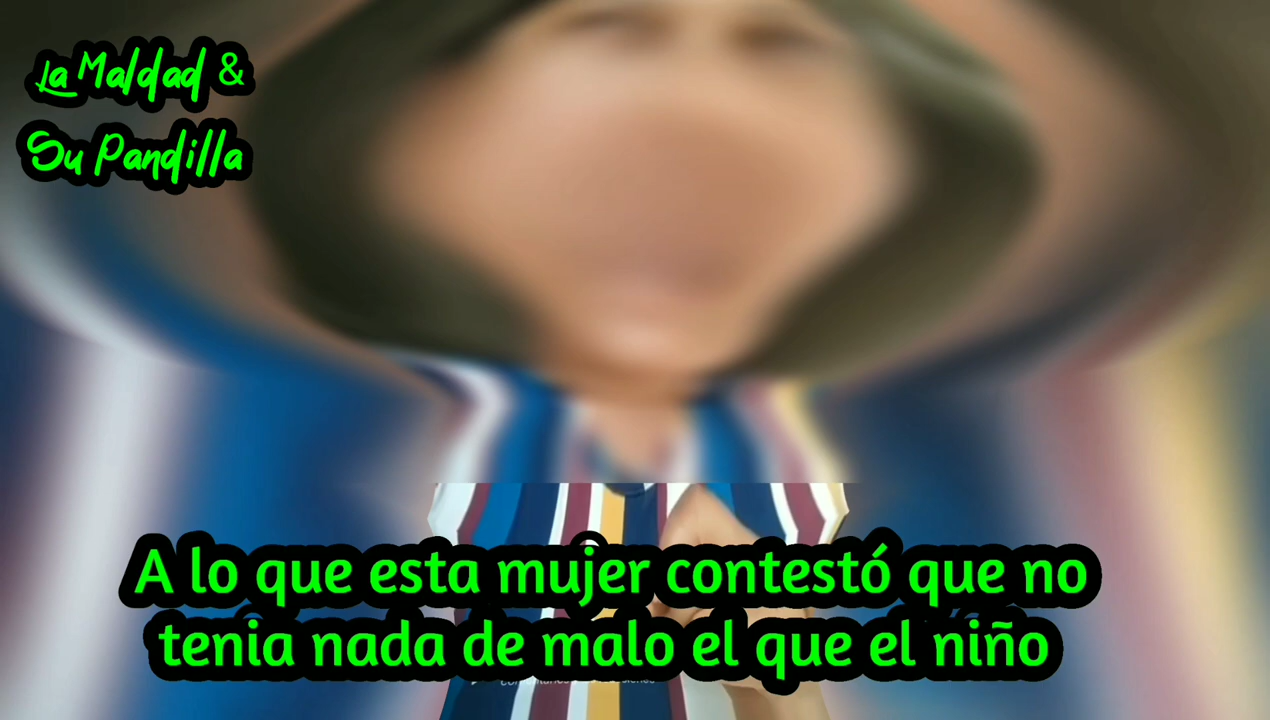 La Maldad &
Su Pandilla
A lo que esta mujer contestó que no
tenia nada de malo el que el niño